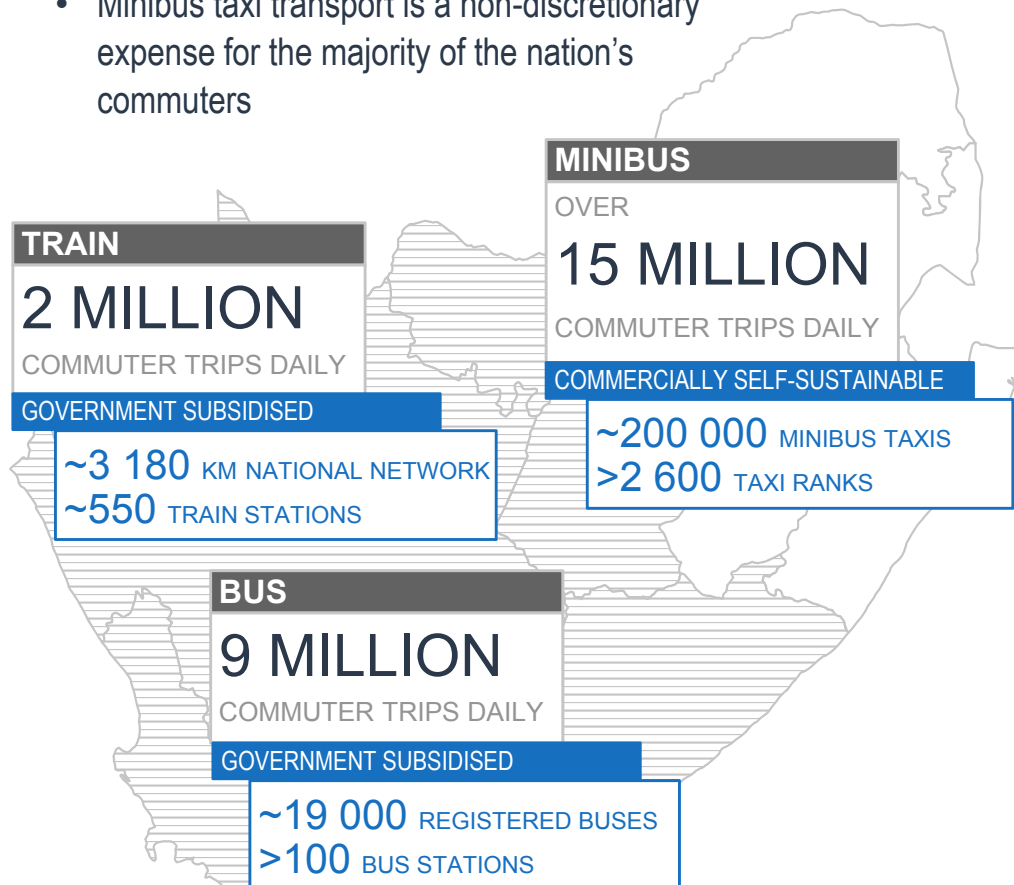 • Minibus taxi transport is a non-discretionary
expense for the majority of the nation's
commuters
MINIBUS
OVER
15 MILLION
COMMUTER TRIPS DAILY
COMMERCIALLY SELF-SUSTAINABLE
~200 000 MINIBUS TAXIS
>2 600 TAXI RANKS
TRAIN
2 MILLION
COMMUTER TRIPS DAILY
GOVERNMENT SUBSIDISED
~3 180 KM NATIONAL NETWORK
~550 TRAIN STATIONS
BUS
9 MILLION
COMMUTER TRIPS DAILY
GOVERNMENT SUBSIDISED
~19 000 REGISTERED BUSES
>100 BUS STATIONS